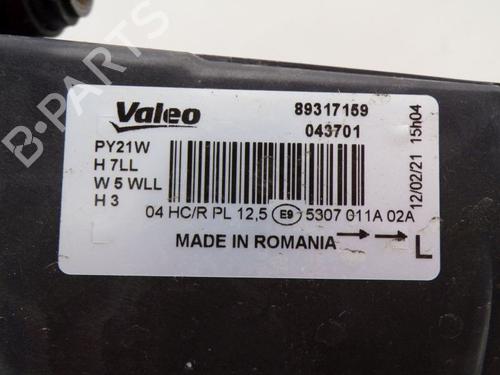 Valeo
89317159
043701
PY21W
H 7LL
W 5 WLL
H 3
04 HC/R PL 12,5 E9 5307 011A 02A
MADE IN ROMANIA
L
12/02/21 15h04
B-PARTS